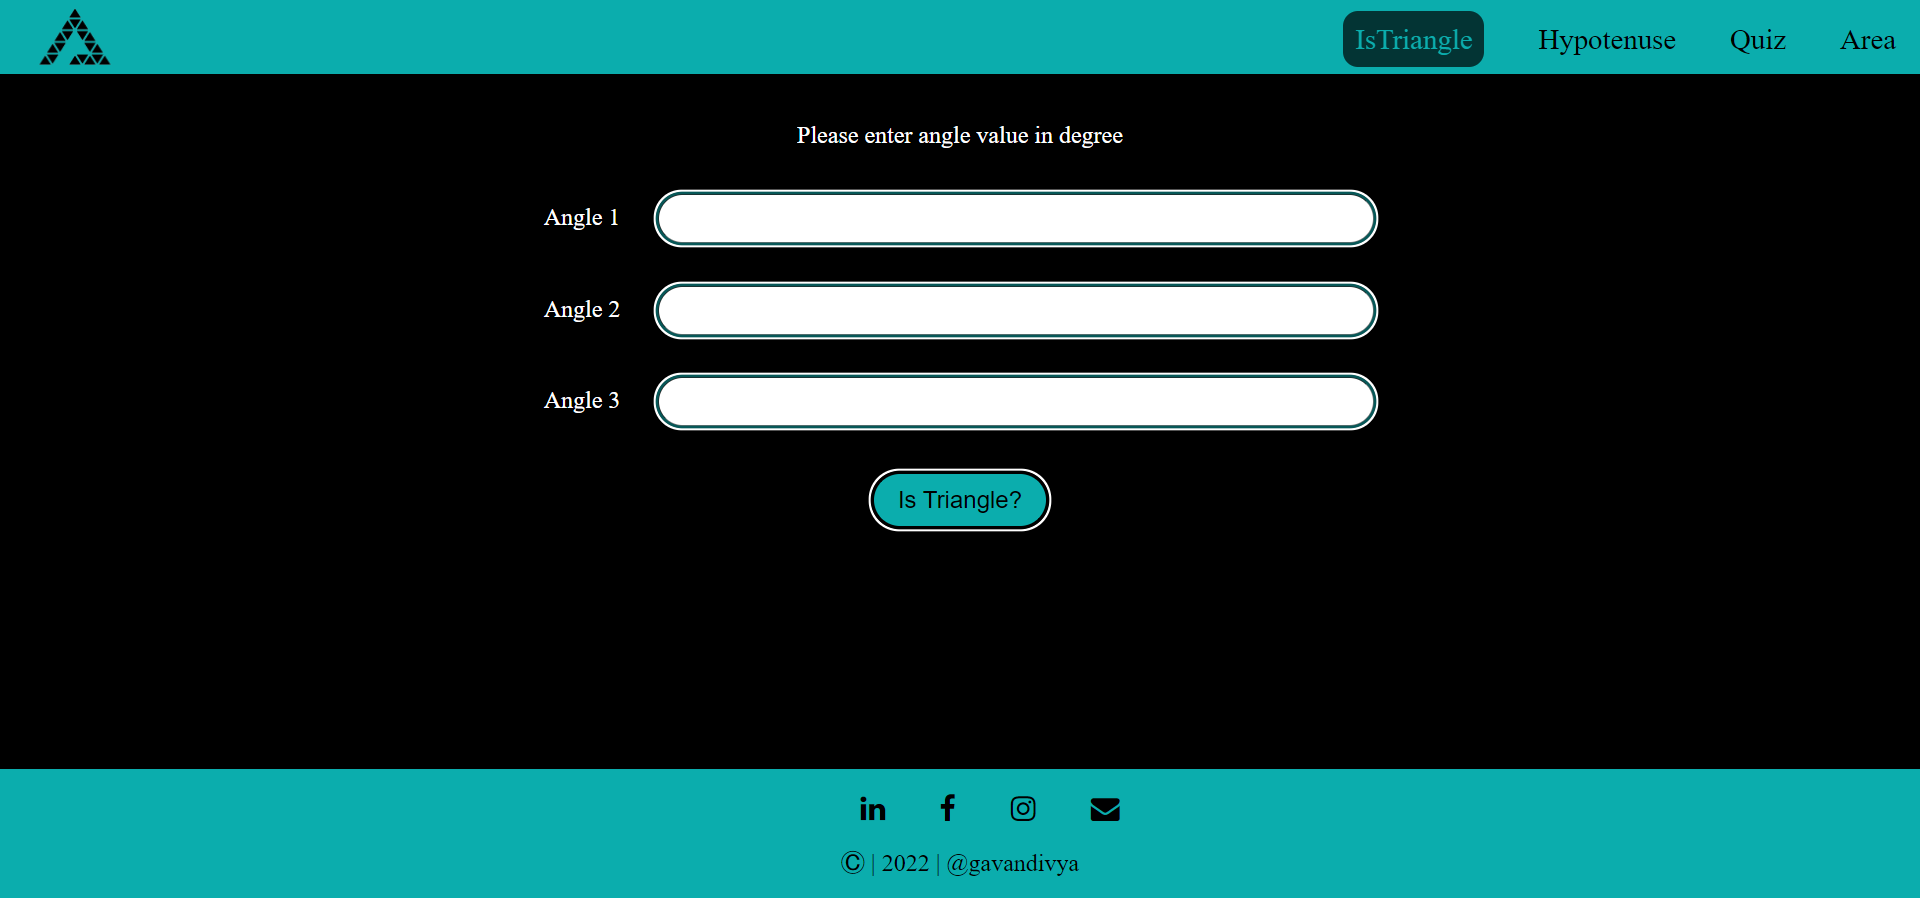 IsTriangle Hypotenuse Quiz Area
Please enter angle value in degree
Angle 1
Angle 2
Angle 3
Is Triangle?
© | 2022 | @gavandivya